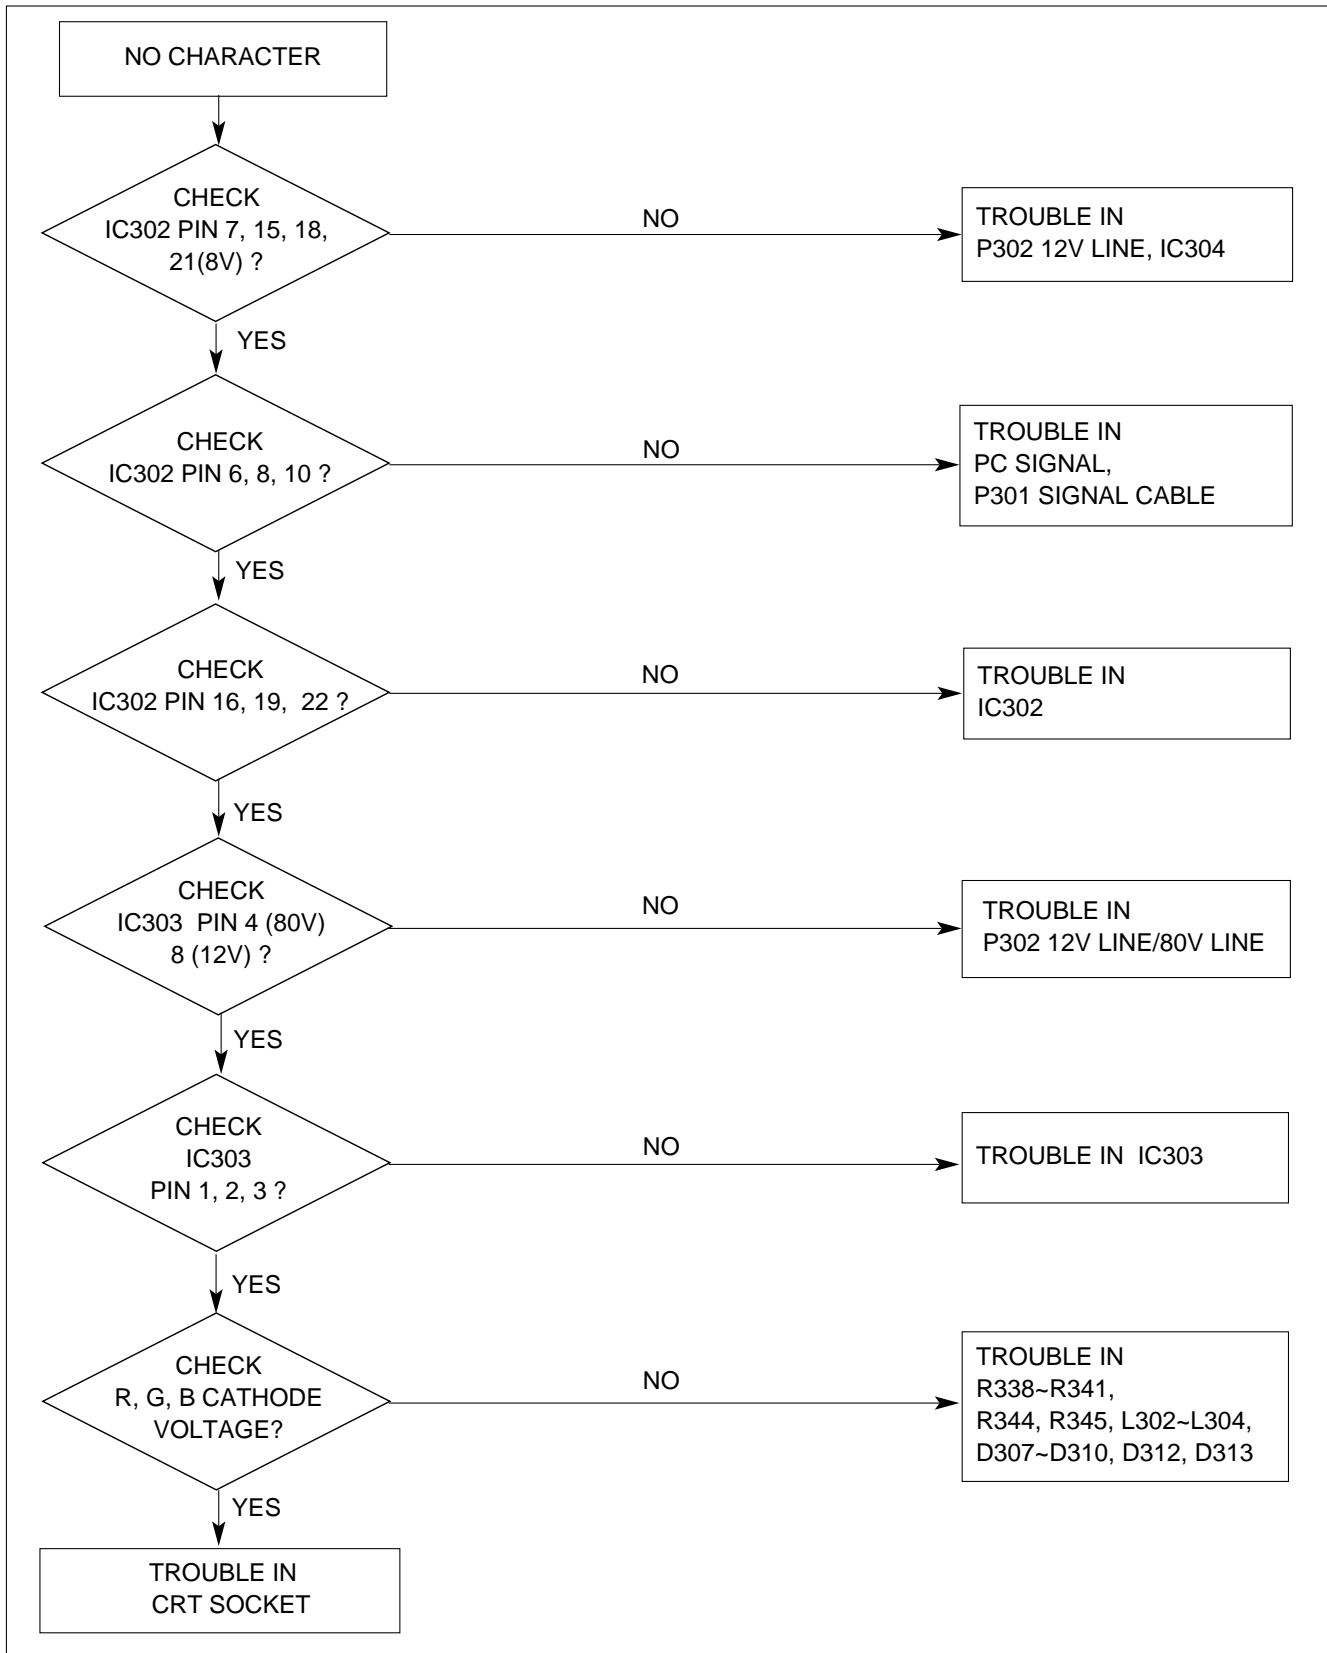 NO CHARACTER
CHECK
IC302 PIN 7, 15, 18,
21(8V) ?
NO
TROUBLE IN
P302 12V LINE, IC304
YES
CHECK
IC302 PIN 6, 8, 10 ?
NO
TROUBLE IN
PC SIGNAL,
P301 SIGNAL CABLE
YES
CHECK
IC302 PIN 16, 19, 22 ?
NO
TROUBLE IN
IC302
YES
CHECK
IC303 PIN 4 (80V)
8 (12V) ?
NO
TROUBLE IN
P302 12V LINE/80V LINE
YES
CHECK
IC303
PIN 1, 2, 3 ?
NO
TROUBLE IN IC303
YES
CHECK
R, G, B CATHODE
VOLTAGE?
NO
TROUBLE IN
R338~R341,
R344, R345, L302~L304,
D307~D310, D312, D313
YES
TROUBLE IN
CRT SOCKET